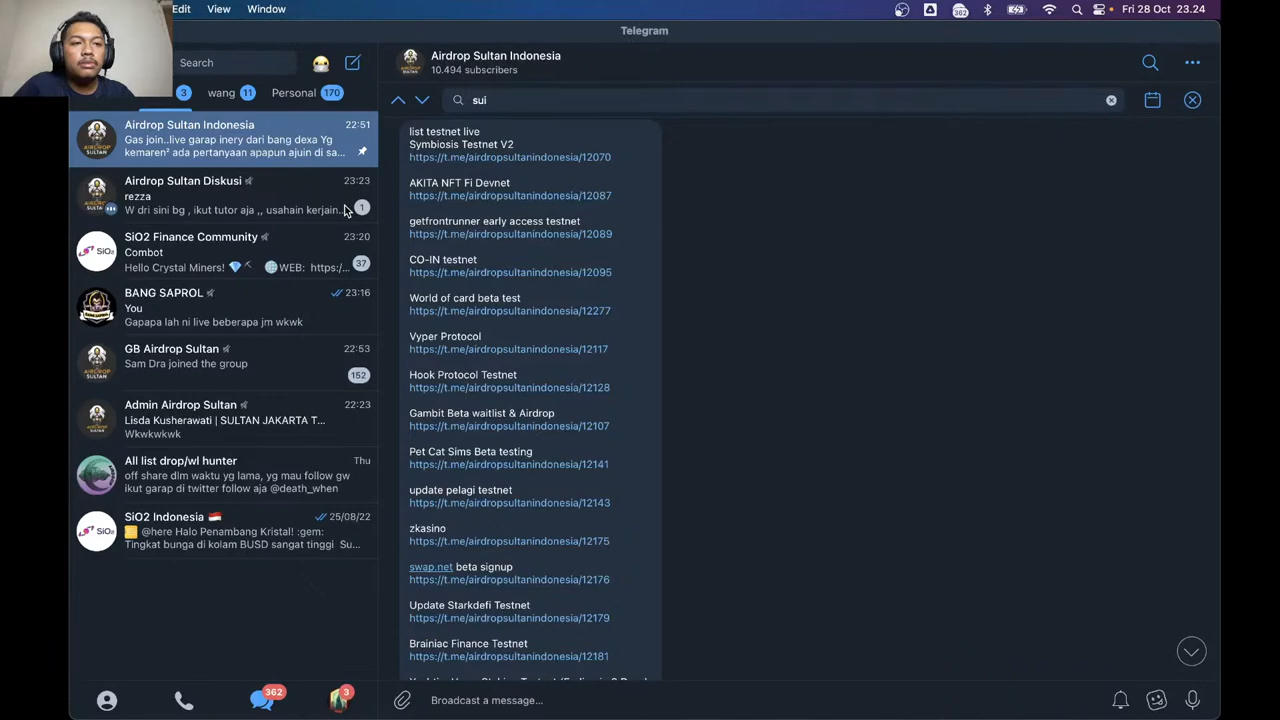 Edit View Window
362
Fri 28 Oct 23.24
Telegram
Search
3
wang 11
Personal 170
Airdrop Sultan Indonesia 22:51
Gas join..live garap inery dari bang dexa Yg
kemaren² ada pertanyaan apapun ajuin di sa...
Airdrop Sultan Diskusi 23:23
rezza
W dri sini bg , ikut tutor aja ,, usahain kerjain... 1
SiO2 Finance Community 23:20
Combot
Hello Crystal Miners! 💎⛏ 🌐WEB: https:/... 37
BANG SAPROL 23:16
You
Gapapa lah ni live beberapa jm wkwk
GB Airdrop Sultan 22:53
Sam Dra joined the group
152
Admin Airdrop Sultan 22:23
Lisda Kusherawati | SULTAN JAKARTA T...
Wkwkwkwk
All list drop/wl hunter Thu
off share dlm waktu yg lama, yg mau follow gw
ikut garap di twitter follow aja @death_when
SiO2 Indonesia 🇮🇩 25/08/22
@here Halo Penambang Kristal! :gem:
Tingkat bunga di kolam BUSD sangat tinggi Su...
362
3
Airdrop Sultan Indonesia
10.494 subscribers
sui
list testnet live
Symbiosis Testnet V2
https://t.me/airdropsultanindonesia/12070
AKITA NFT Fi Devnet
https://t.me/airdropsultanindonesia/12087
getfrontrunner early access testnet
https://t.me/airdropsultanindonesia/12089
CO-IN testnet
https://t.me/airdropsultanindonesia/12095
World of card beta test
https://t.me/airdropsultanindonesia/12277
Vyper Protocol
https://t.me/airdropsultanindonesia/12117
Hook Protocol Testnet
https://t.me/airdropsultanindonesia/12128
Gambit Beta waitlist & Airdrop
https://t.me/airdropsultanindonesia/12107
Pet Cat Sims Beta testing
https://t.me/airdropsultanindonesia/12141
update pelagi testnet
https://t.me/airdropsultanindonesia/12143
zkasino
https://t.me/airdropsultanindonesia/12175
swap.net beta signup
https://t.me/airdropsultanindonesia/12176
Update Starkdefi Testnet
https://t.me/airdropsultanindonesia/12179
Brainiac Finance Testnet
https://t.me/airdropsultanindonesia/12181
Broadcast a message...